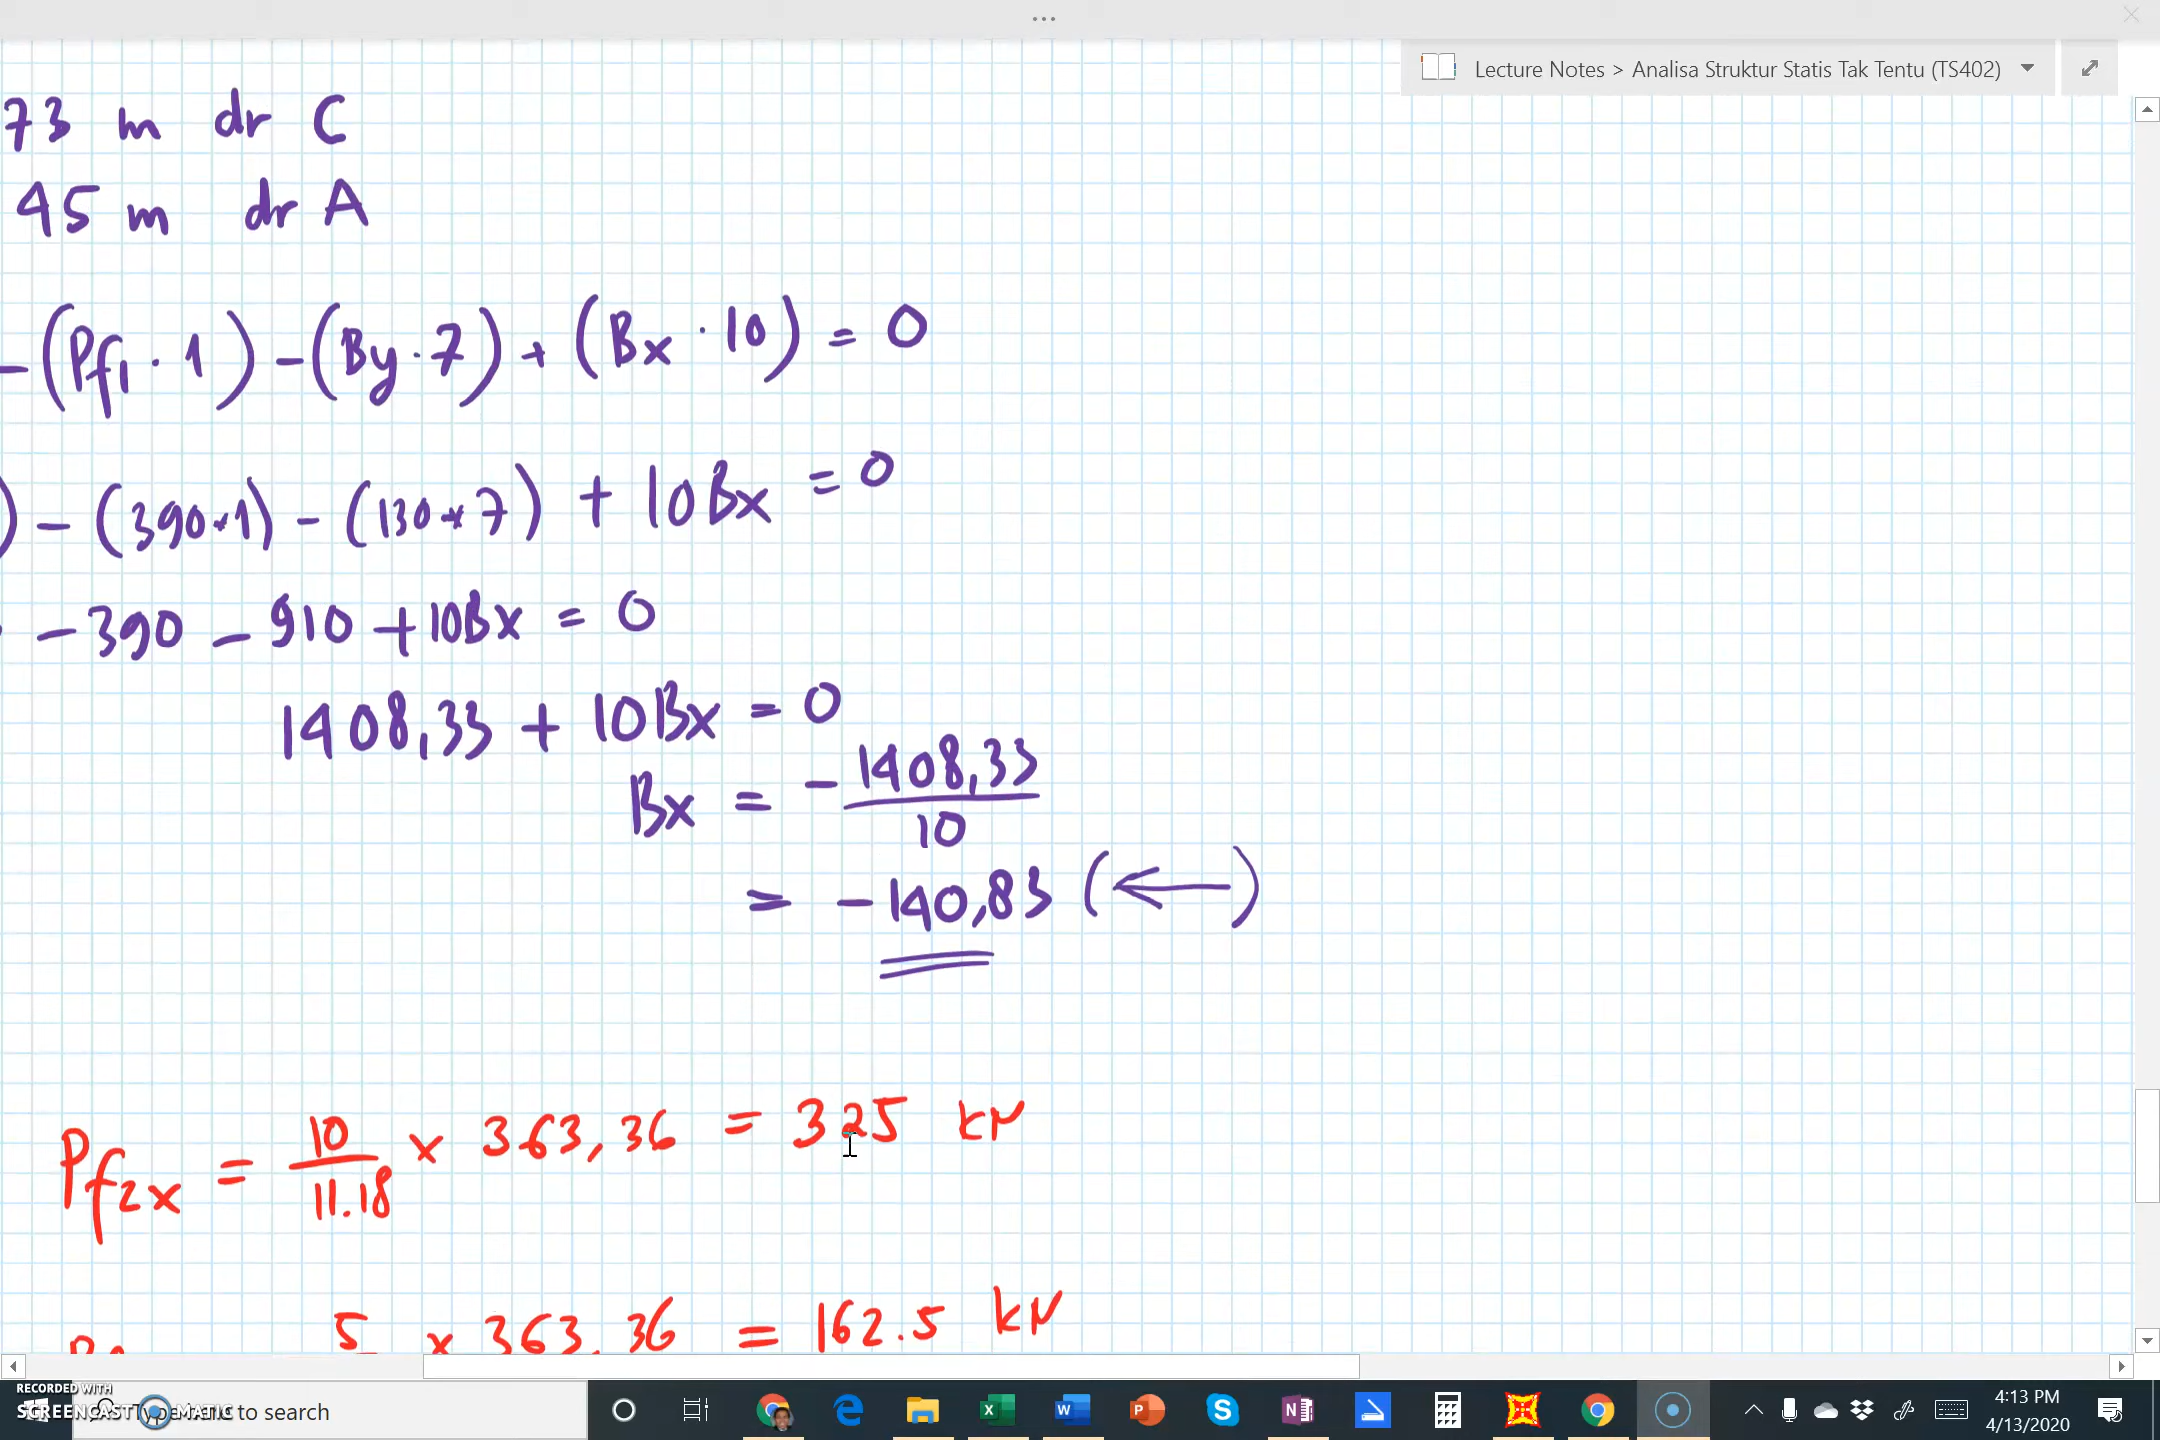 Lecture Notes > Analisa Struktur Statis Tak Tentu (TS402)
73 m dr C
45 m dr A
- (Pf1 · 1) - (By · 7) + (Bx · 10) = 0
) - (390*1) - (130*7) + 10Bx = 0
- 390 - 910 + 10Bx = 0
1408,33 + 10Bx = 0
Bx = - 1408,33 / 10
= - 140,83 (←)
Pf2x = 10/11.18 x 363,36 = 325 kN
5 x 363,36 = 162.5 kN
RECORDED WITH
SCREENCAST MATIC
to search
4:13 PM
4/13/2020